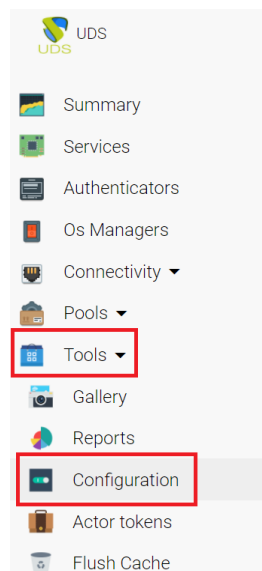 UDS
UDS
Summary
Services
Authenticators
Os Managers
Connectivity
Pools
Tools
Gallery
Reports
Configuration
Actor tokens
Flush Cache